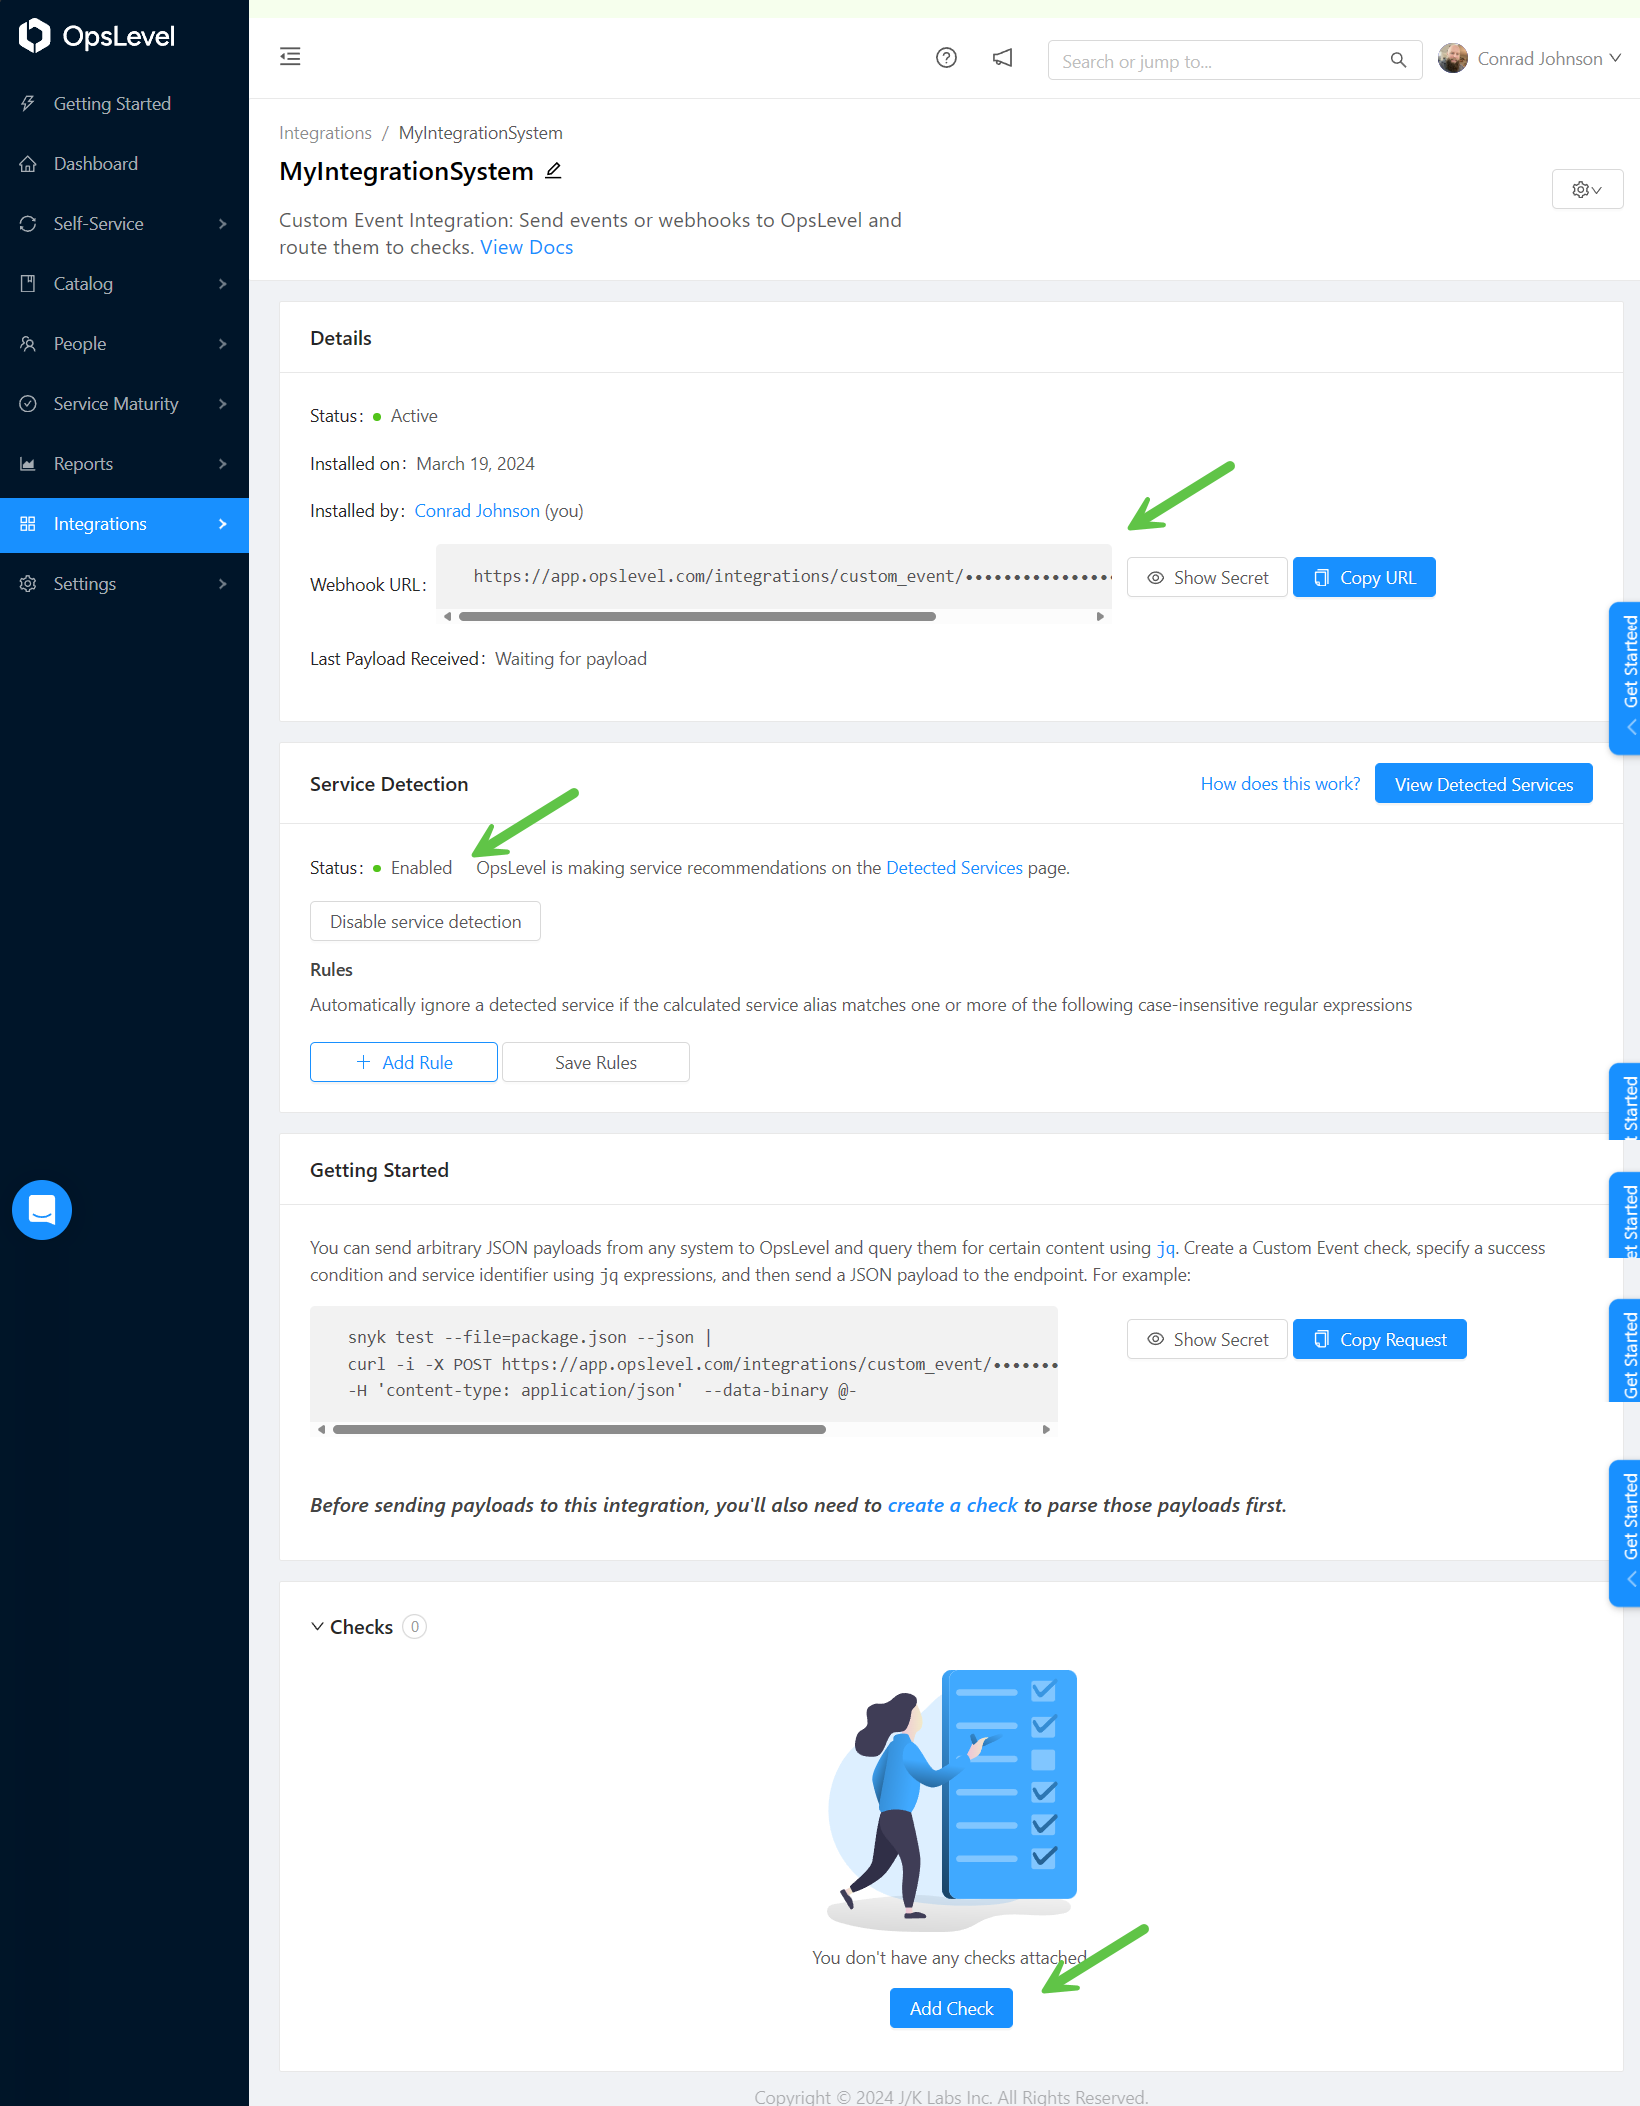 OpsLevel
Getting Started
Dashboard
Self-Service
Catalog
People
Service Maturity
Reports
Integrations
Settings
Search or jump to...
Conrad Johnson
Integrations / MyIntegrationSystem
MyIntegrationSystem
Custom Event Integration: Send events or webhooks to OpsLevel and
route them to checks. View Docs
Details
Status: Active
Installed on: March 19, 2024
Installed by: Conrad Johnson (you)
Webhook URL: https://app.opslevel.com/integrations/custom_event/••••••••••••••••
Show Secret
Copy URL
Last Payload Received: Waiting for payload
Get Started
Service Detection
How does this work?
View Detected Services
Status: Enabled OpsLevel is making service recommendations on the Detected Services page.
Disable service detection
Rules
Automatically ignore a detected service if the calculated service alias matches one or more of the following case-insensitive regular expressions
+ Add Rule
Save Rules
t Started
Getting Started
et Started
You can send arbitrary JSON payloads from any system to OpsLevel and query them for certain content using jq. Create a Custom Event check, specify a success
condition and service identifier using jq expressions, and then send a JSON payload to the endpoint. For example:
snyk test --file=package.json --json |
curl -i -X POST https://app.opslevel.com/integrations/custom_event/•••••••
-H 'content-type: application/json' --data-binary @-
Show Secret
Copy Request
Get Started
Before sending payloads to this integration, you'll also need to create a check to parse those payloads first.
Get Started
Checks 0
You don't have any checks attached
Add Check
Copyright © 2024 J/K Labs Inc. All Rights Reserved.